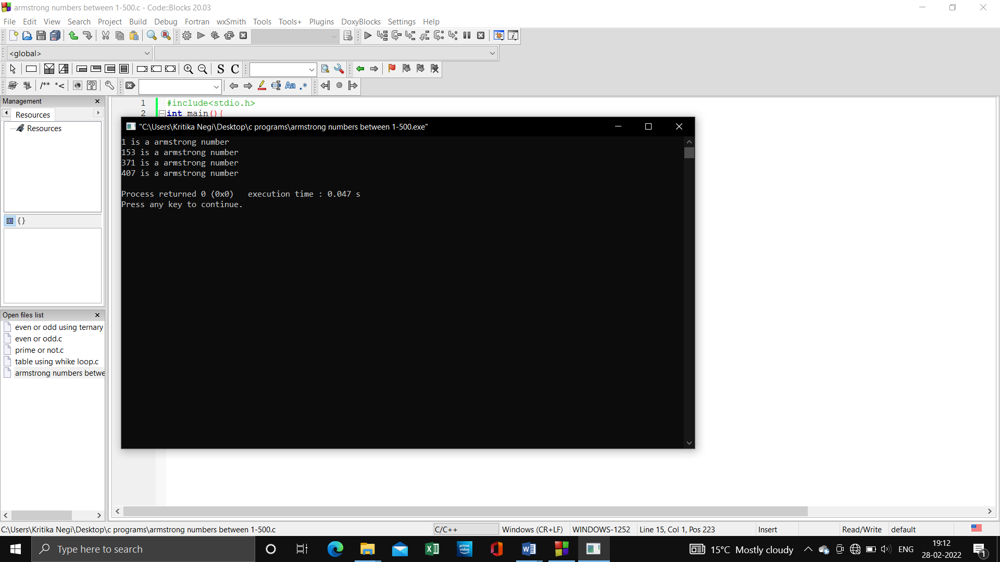 armstrong numbers between 1-500.c - Code::Blocks 20.03
File Edit View Search Project Build Debug Fortran wxSmith Tools Tools+ Plugins DoxyBlocks Settings Help
<global>
S C
/** *<
Aa .*
Management
Resources
Resources
{}
Open files list
even or odd using ternary
even or odd.c
prime or not.c
table using whike loop.c
armstrong numbers betwe
1 #include<stdio.h>
2 int main(){
"C:\Users\Kritika Negi\Desktop\c programs\armstrong numbers between 1-500.exe"
1 is a armstrong number
153 is a armstrong number
371 is a armstrong number
407 is a armstrong number
Process returned 0 (0x0)   execution time : 0.047 s
Press any key to continue.
C:\Users\Kritika Negi\Desktop\c programs\armstrong numbers between 1-500.c C/C++ Windows (CR+LF) WINDOWS-1252 Line 15, Col 1, Pos 223 Insert Read/Write default
Type here to search
prime video
15°C Mostly cloudy
ENG
19:12
28-02-2022
1